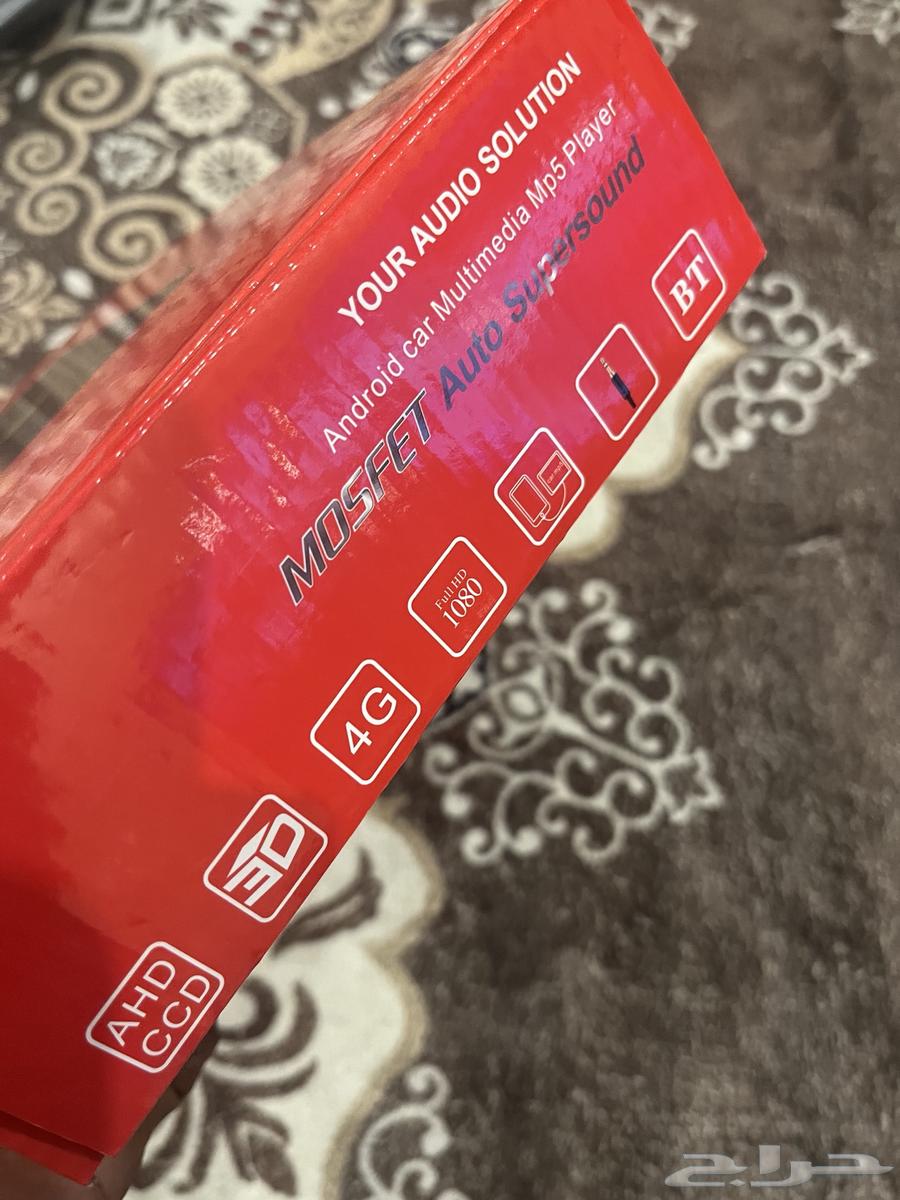 YOUR AUDIO SOLUTION
Android car Multimedia Mp5 Player
MOSFET Auto Supersound
AHD
CCD
3D
4G
Full HD
1080
BT
حراج